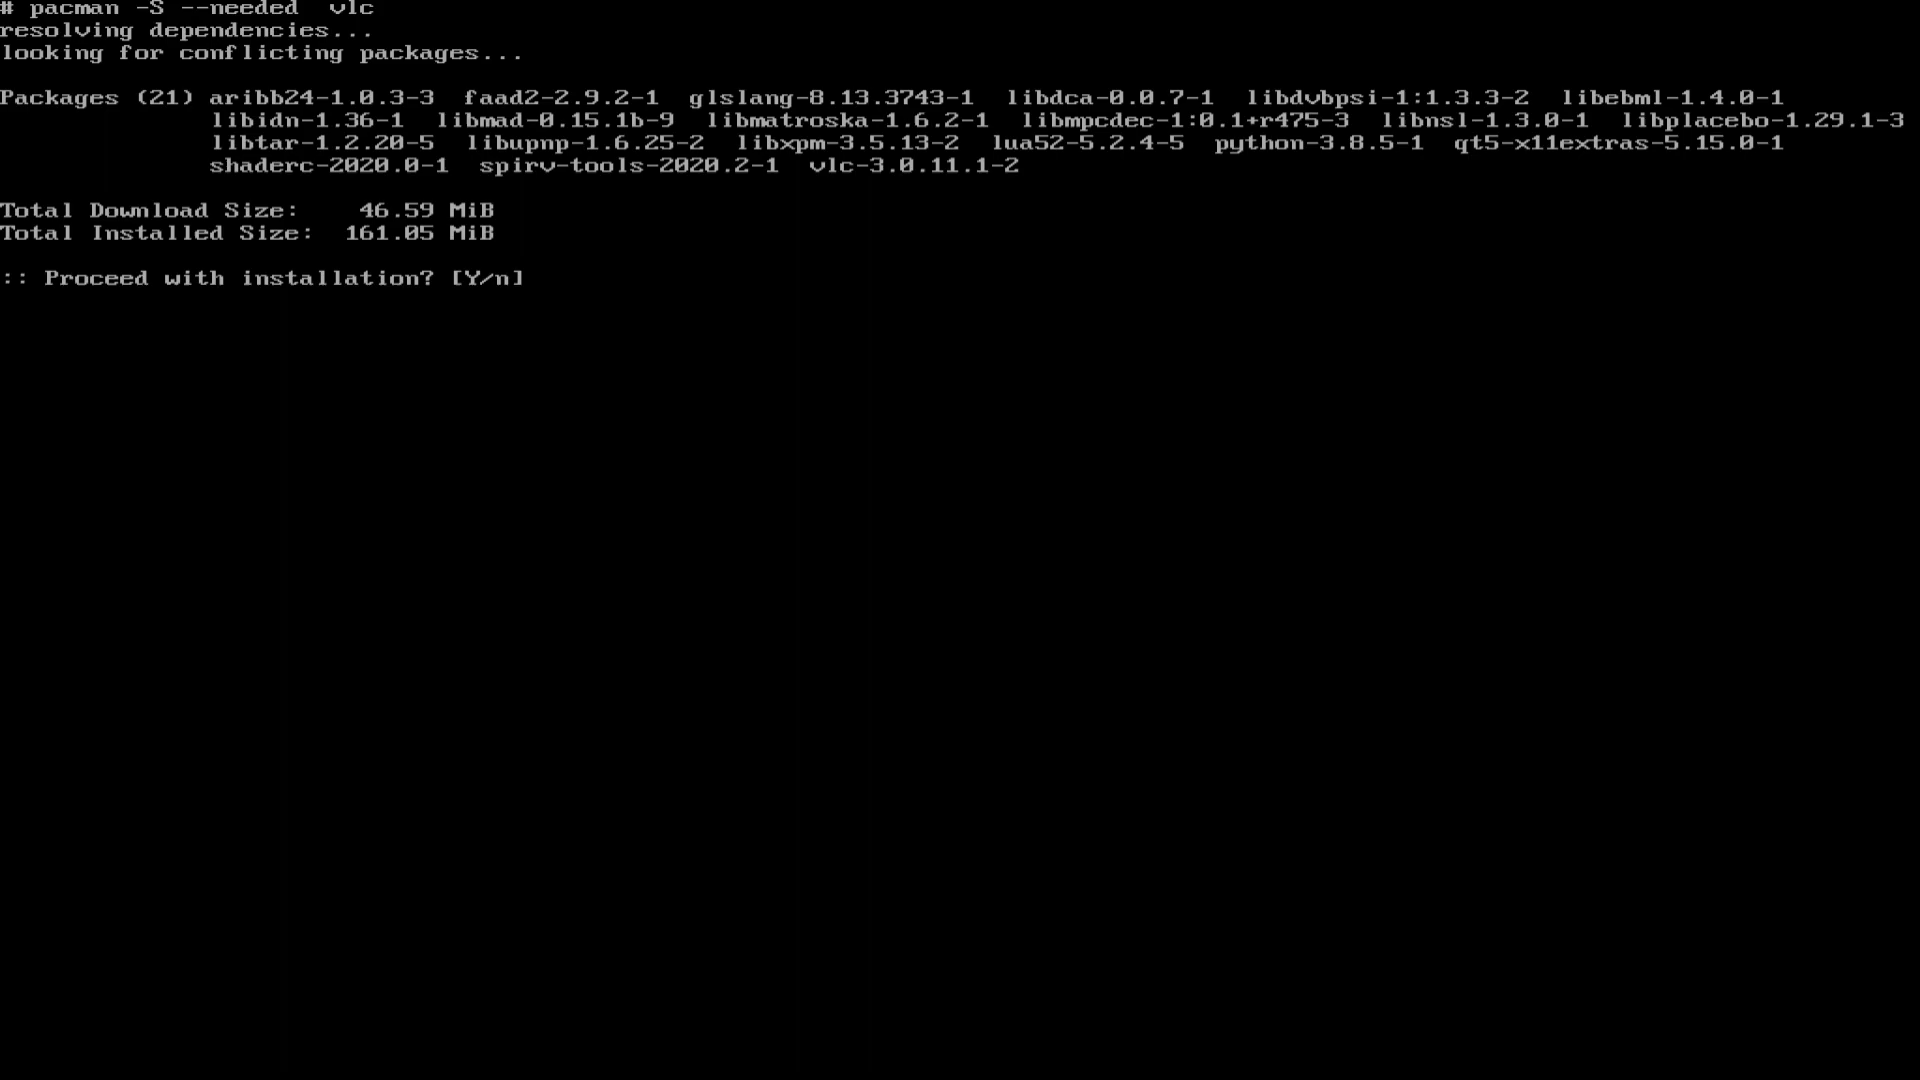 # pacman -S --needed  vlc
resolving dependencies...
looking for conflicting packages...
Packages (21) aribb24-1.0.3-3  faad2-2.9.2-1  glslang-8.13.3743-1  libdca-0.0.7-1  libdvbpsi-1:1.3.3-2  libebml-1.4.0-1
libidn-1.36-1  libmad-0.15.1b-9  libmatroska-1.6.2-1  libmpcdec-1:0.1+r475-3  libnsl-1.3.0-1  libplacebo-1.29.1-3
libtar-1.2.20-5  libupnp-1.6.25-2  libxpm-3.5.13-2  lua52-5.2.4-5  python-3.8.5-1  qt5-x11extras-5.15.0-1
shaderc-2020.0-1  spirv-tools-2020.2-1  vlc-3.0.11.1-2
Total Download Size:    46.59 MiB
Total Installed Size:  161.05 MiB
:: Proceed with installation? [Y/n]